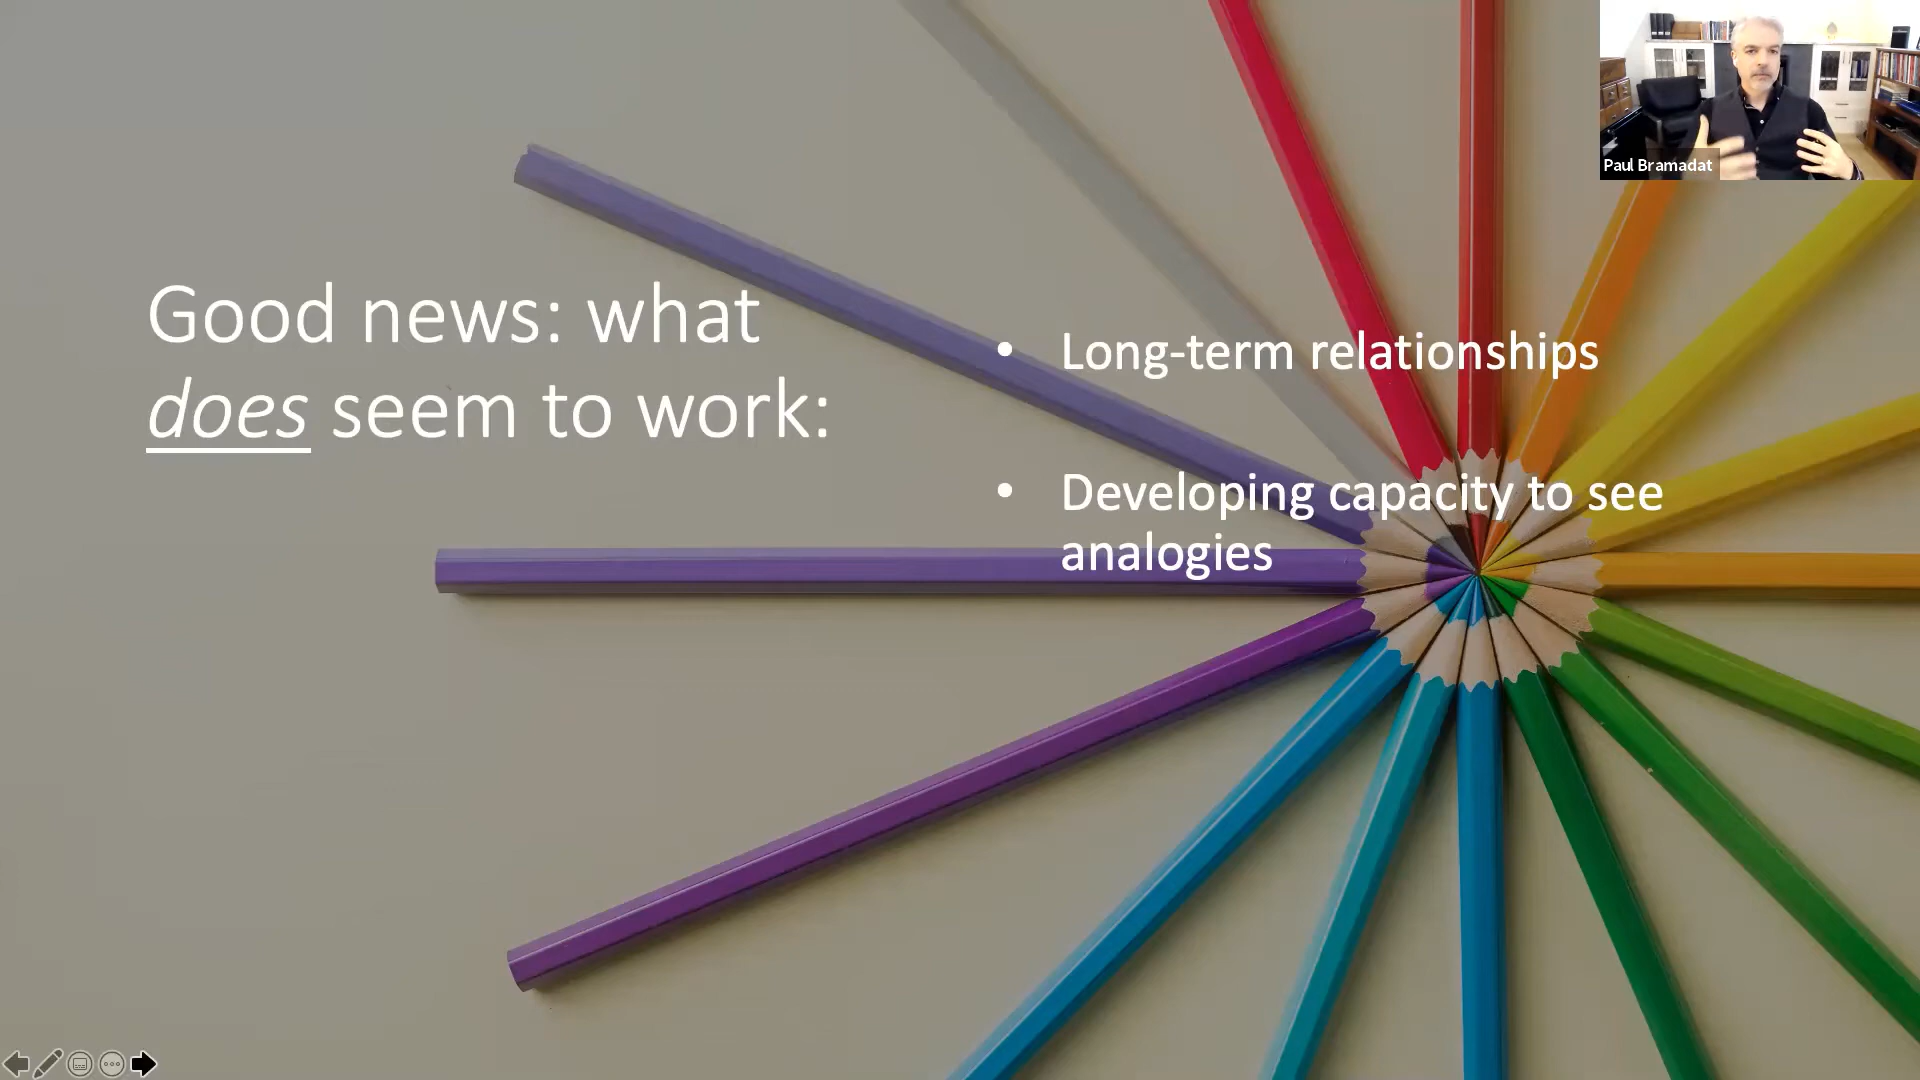 Paul Bramadat
Good news: what
does seem to work:
• Long-term relationships
• Developing capacity to see
analogies